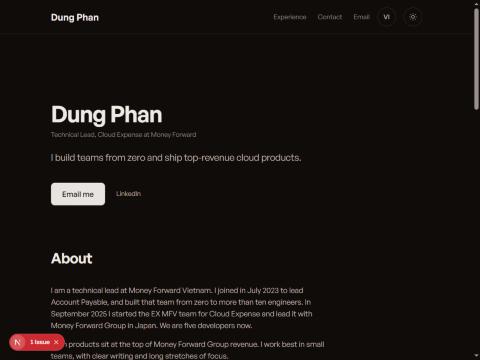 Dung Phan
Experience
Contact
Email
VI
Dung Phan
Technical Lead, Cloud Expense at Money Forward
I build teams from zero and ship top-revenue cloud products.
Email me
LinkedIn
About
I am a technical lead at Money Forward Vietnam. I joined in July 2023 to lead
Account Payable, and built that team from zero to more than ten engineers. In
September 2025 I started the EX MFV team for Cloud Expense and lead it with
Money Forward Group in Japan. We are five developers now.
products sit at the top of Money Forward Group revenue. I work best in small
teams, with clear writing and long stretches of focus.
N
1 Issue